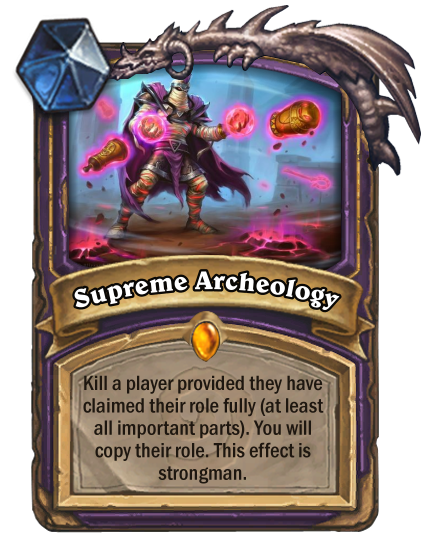 Supreme Archeology
Kill a player provided they have
claimed their role fully (at least
all important parts). You will
copy their role. This effect is
strongman.